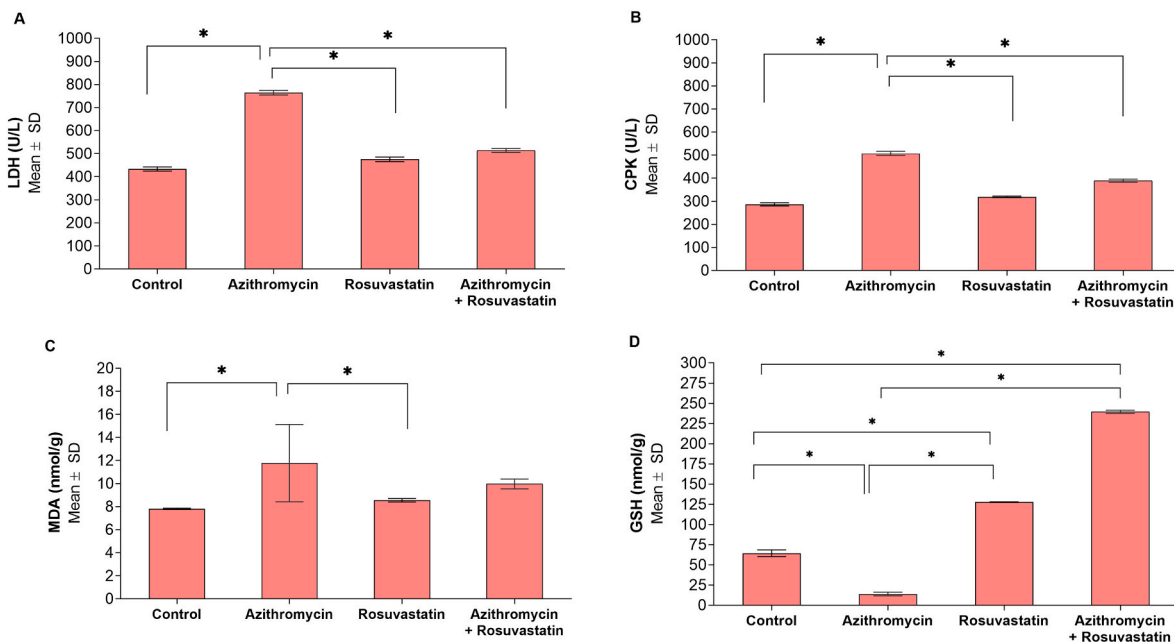 A
LDH (U/L)
Mean ± SD
1000
900
800
700
600
500
400
300
200
100
0
*
*
*
Control
Azithromycin
Rosuvastatin
Azithromycin
+ Rosuvastatin
B
CPK (U/L)
Mean ± SD
1000
900
800
700
600
500
400
300
200
100
0
*
*
*
Control
Azithromycin
Rosuvastatin
Azithromycin
+ Rosuvastatin
C
MDA (nmol/g)
Mean ± SD
20
18
16
14
12
10
8
6
4
2
0
*
*
Control
Azithromycin
Rosuvastatin
Azithromycin
+ Rosuvastatin
D
GSH (nmol/g)
Mean ± SD
300
275
250
225
200
175
150
125
100
75
50
25
0
*
*
*
*
*
Control
Azithromycin
Rosuvastatin
Azithromycin
+ Rosuvastatin